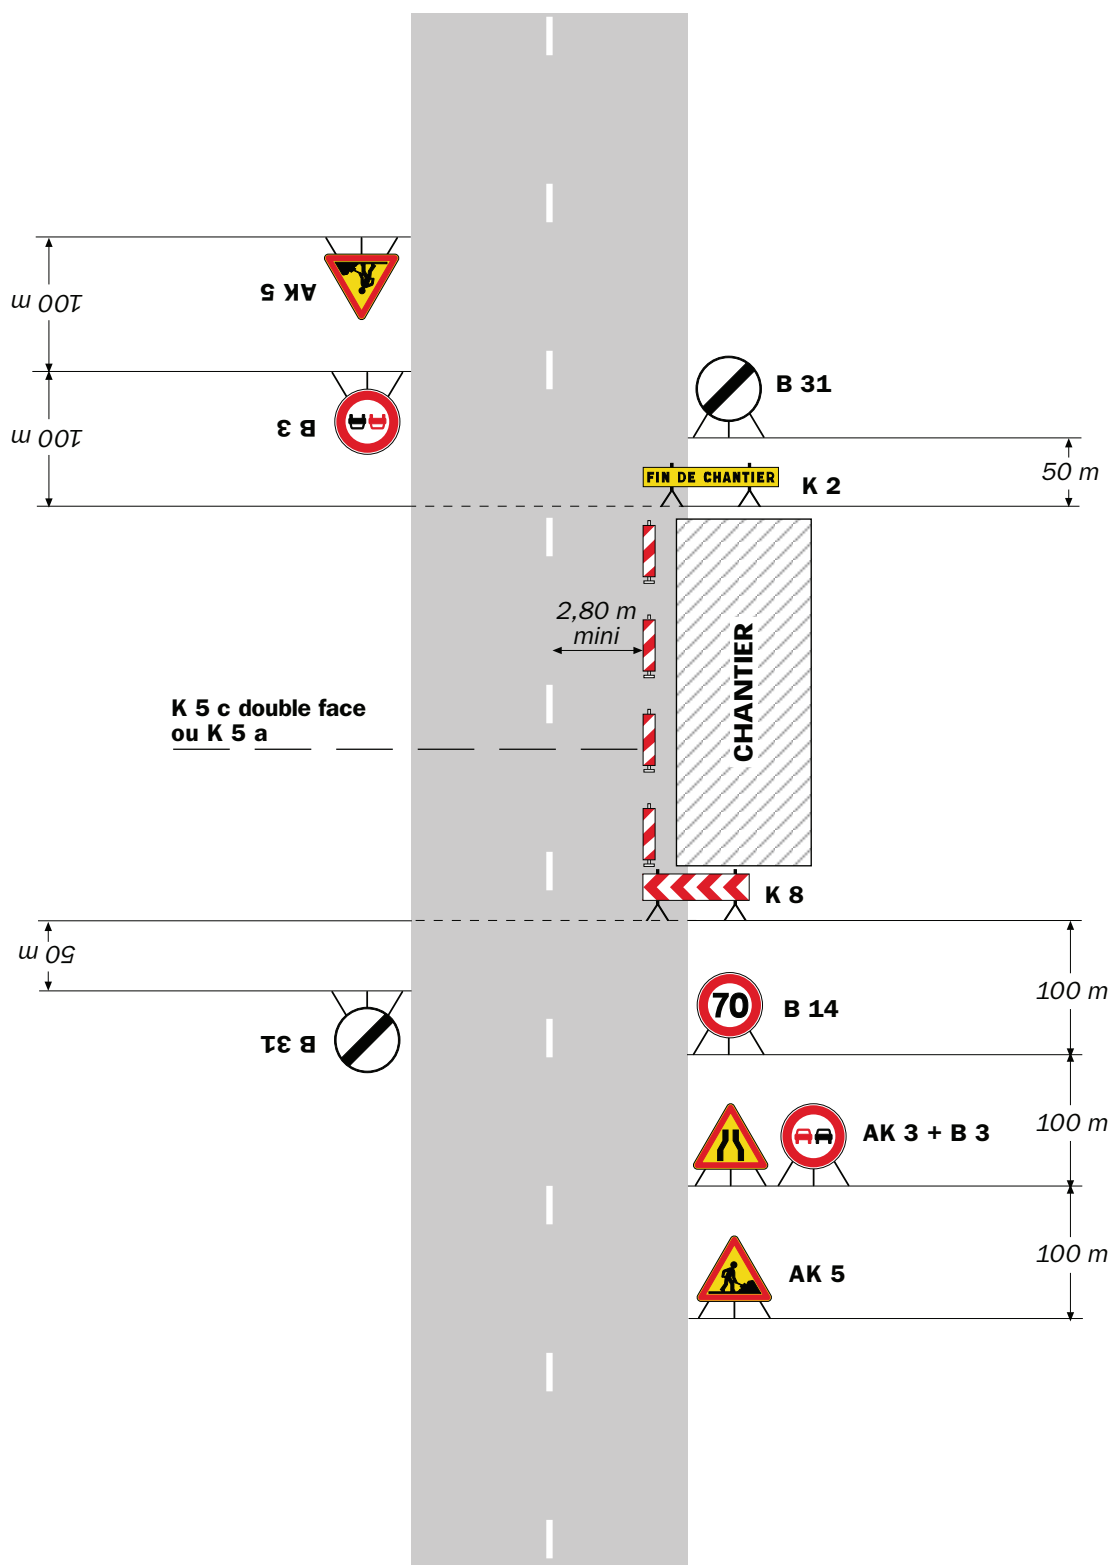 AK 5
100 m
B 3
100 m
B 31
50 m
FIN DE CHANTIER
K 2
2,80 m
mini
CHANTIER
K 5 c double face
ou K 5 a
K 8
50 m
B 31
100 m
70
B 14
100 m
AK 3 + B 3
100 m
AK 5